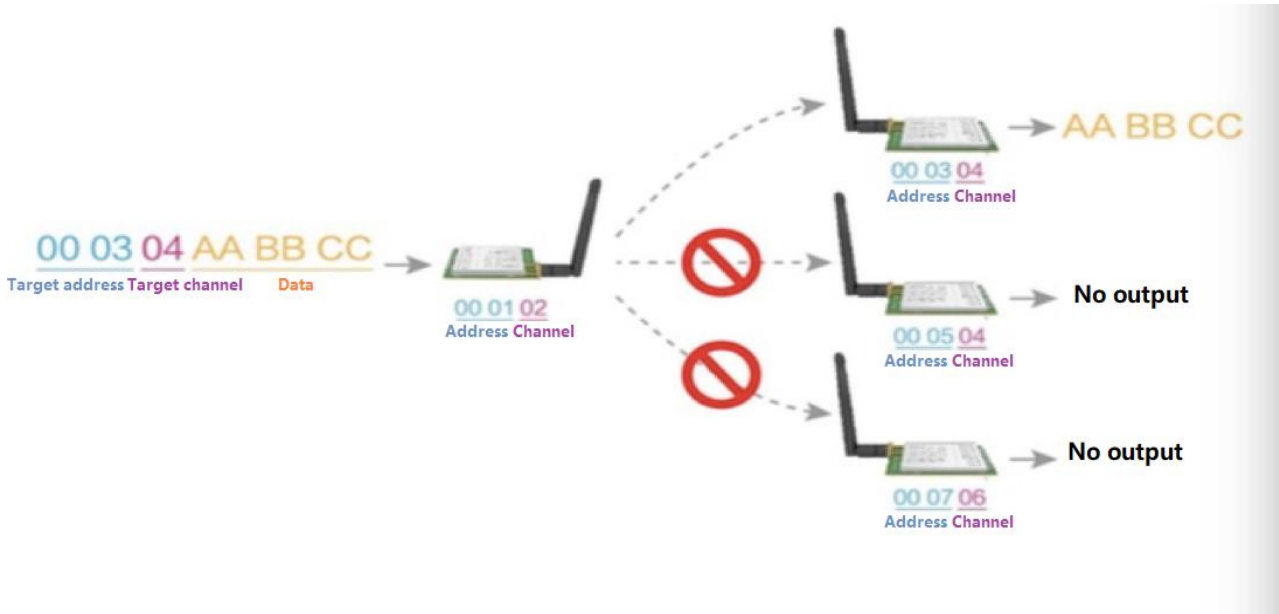 00 03 04 AA BB CC
Target address Target channel Data
00 01 02
Address Channel
AA BB CC
00 03 04
Address Channel
No output
00 05 04
Address Channel
No output
00 07 06
Address Channel